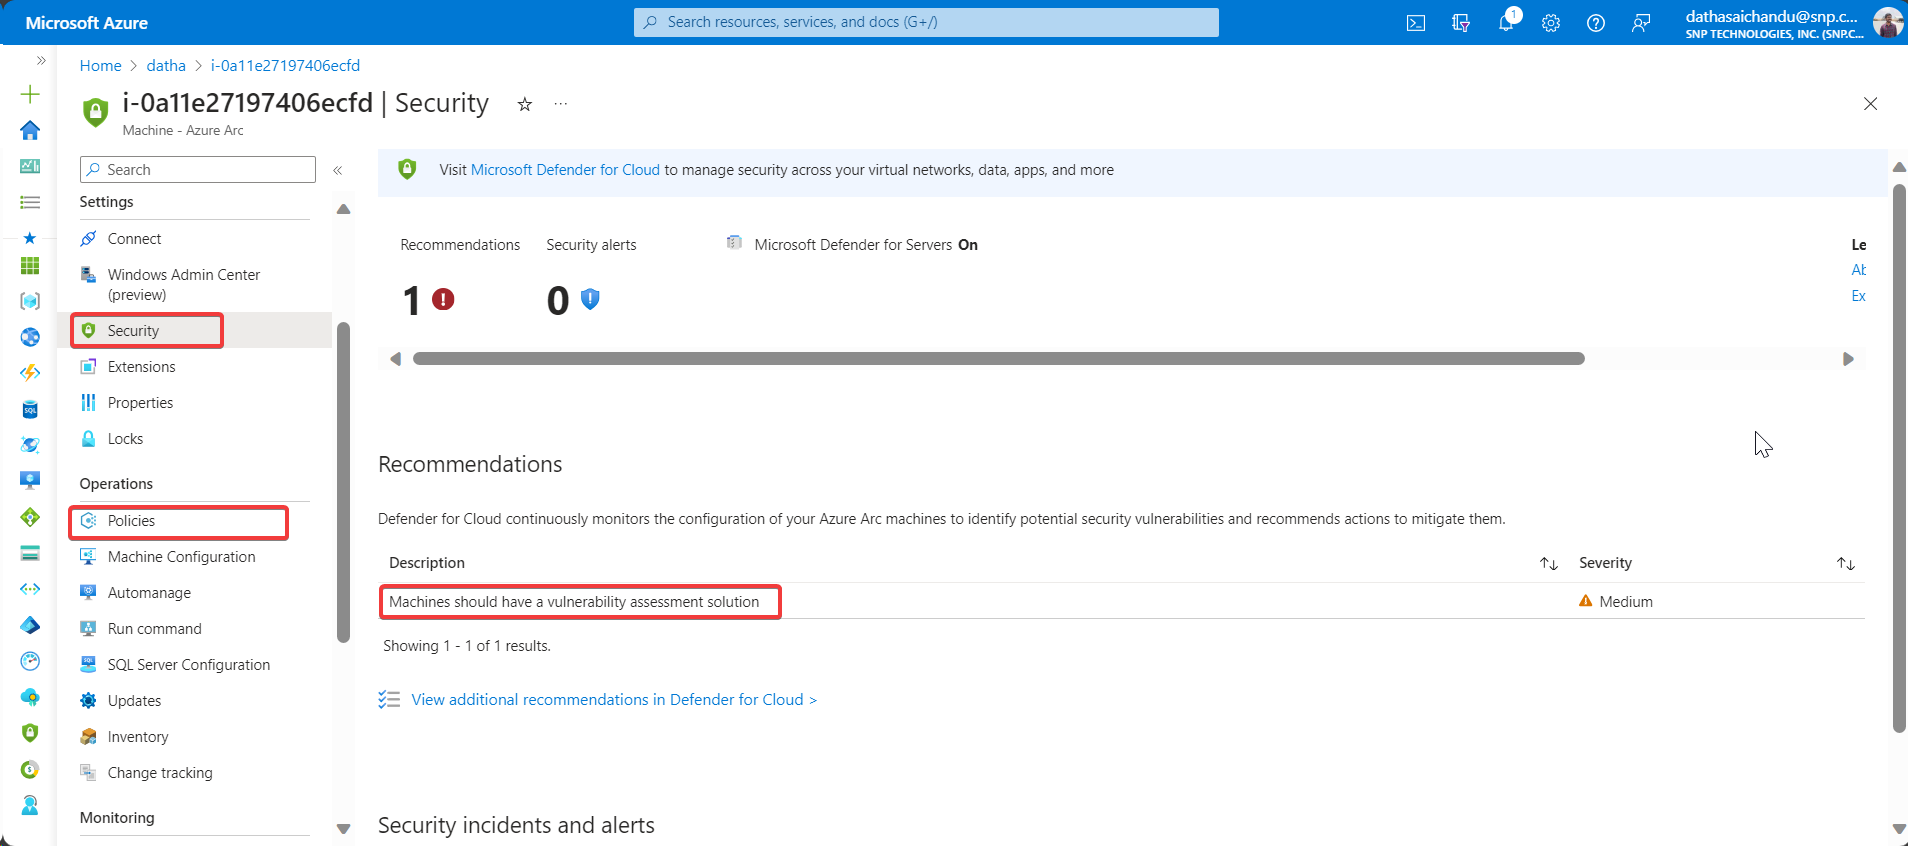 Microsoft Azure
Search resources, services, and docs (G+/)
1
dathasaichandu@snp.c...
SNP TECHNOLOGIES, INC. (SNP.C...
Home > datha > i-0a11e27197406ecfd
i-0a11e27197406ecfd | Security
Machine - Azure Arc
Search
Settings
Connect
Windows Admin Center
(preview)
Security
Extensions
Properties
Locks
Operations
Policies
Machine Configuration
Automanage
Run command
SQL Server Configuration
Updates
Inventory
Change tracking
Monitoring
Visit Microsoft Defender for Cloud to manage security across your virtual networks, data, apps, and more
Recommendations
1
Security alerts
0
Microsoft Defender for Servers On
Le
Ab
Ex
Recommendations
Defender for Cloud continuously monitors the configuration of your Azure Arc machines to identify potential security vulnerabilities and recommends actions to mitigate them.
Description Severity
Machines should have a vulnerability assessment solution Medium
Showing 1 - 1 of 1 results.
View additional recommendations in Defender for Cloud >
Security incidents and alerts